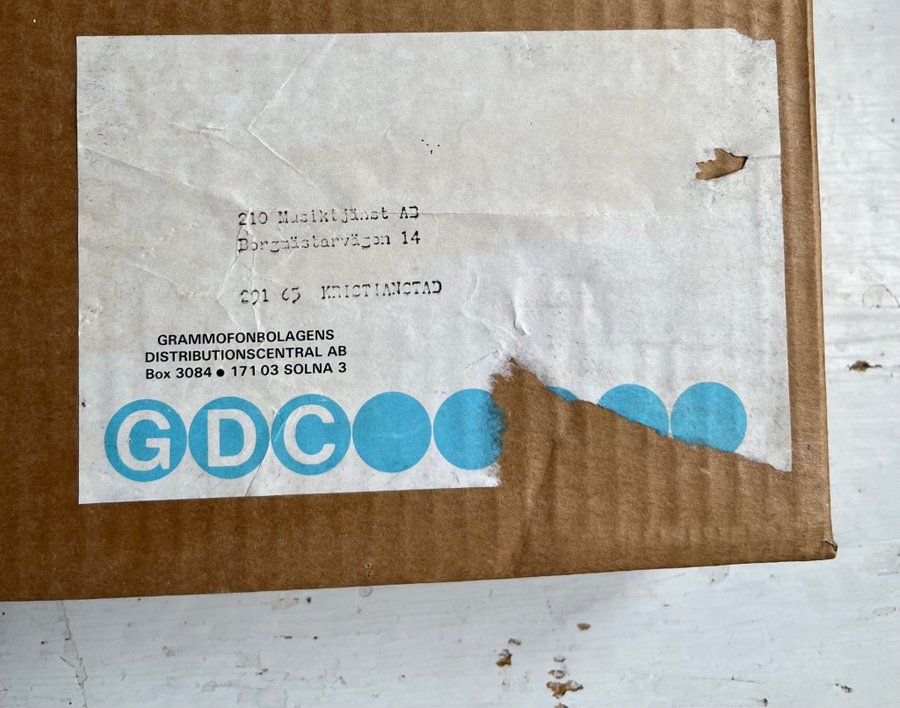 210 Musiktjänst AB
Borgmästarvägen 14
291 65 KRISTIANSTAD
GRAMMOFONBOLAGENS
DISTRIBUTIONSCENTRAL AB
Box 3084 ● 171 03 SOLNA 3
GDC